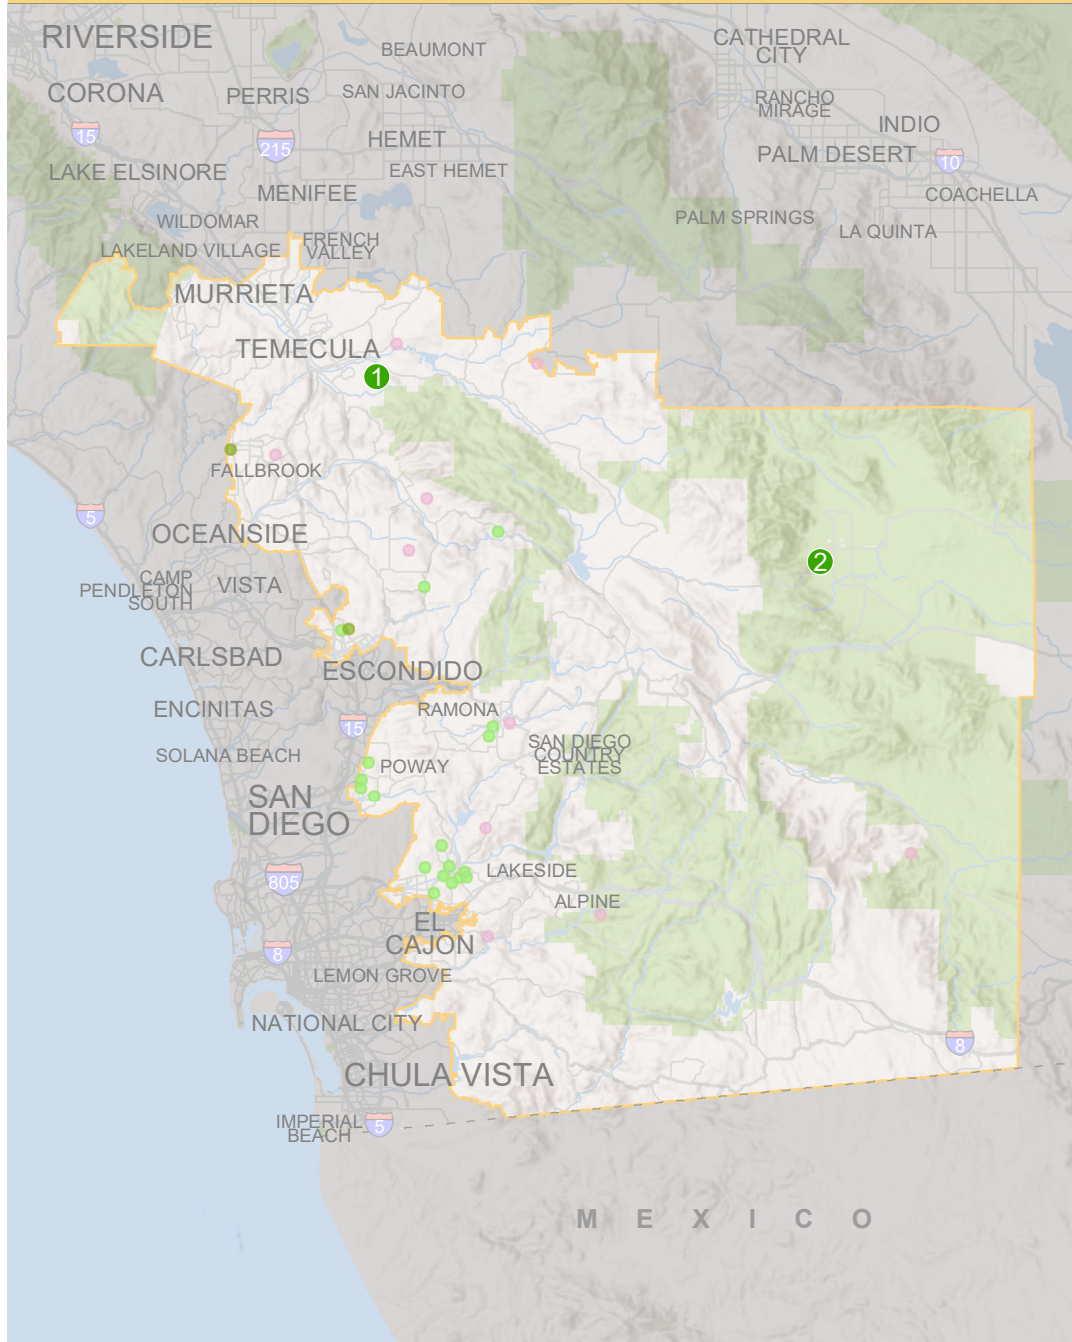 RIVERSIDE
BEAUMONT
CATHEDRAL
CITY
CORONA
PERRIS
SAN JACINTO
RANCHO
MIRAGE
INDIO
15
215
HEMET
PALM DESERT
10
LAKE ELSINORE
EAST HEMET
MENIFEE
COACHELLA
WILDOMAR
PALM SPRINGS
LA QUINTA
LAKELAND VILLAGE
FRENCH
VALLEY
MURRIETA
TEMECULA
1
FALLBROOK
5
OCEANSIDE
2
CAMP
PENDLETON
SOUTH
VISTA
CARLSBAD
ESCONDIDO
ENCINITAS
RAMONA
15
SOLANA BEACH
SAN DIEGO
COUNTRY
ESTATES
POWAY
SAN
DIEGO
805
LAKESIDE
ALPINE
EL
CAJON
8
LEMON GROVE
NATIONAL CITY
8
CHULA VISTA
IMPERIAL
BEACH
5
MEXICO